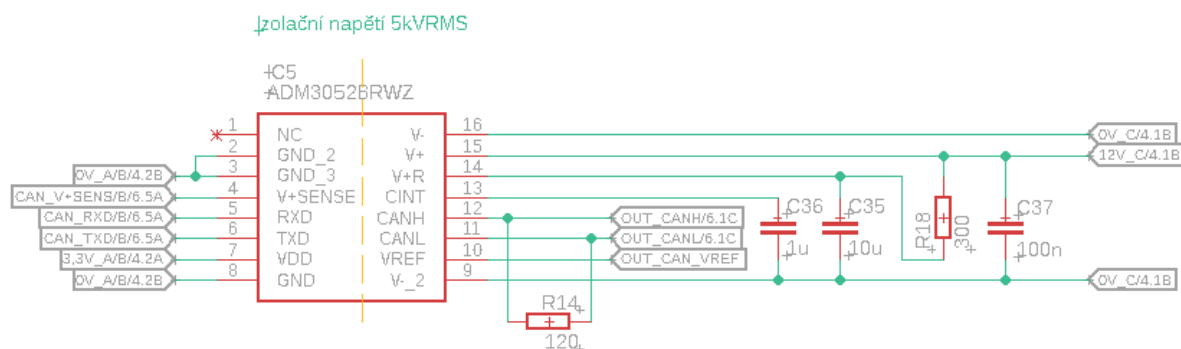 Izolační napětí 5kVRMS
IC5
ADM3052BRWZ
1 NC V- 16 0V_C/4.1B
2 GND_2 V+ 15 12V_C/4.1B
0V_A/B/4.2B 3 GND_3 V+R 14
CAN_V+SENS/B/6.5A 4 V+SENSE CINT 13
CAN_RXD/B/6.5A 5 RXD CANH 12 OUT_CANH/6.1C
CAN_TXD/B/6.5A 6 TXD CANL 11 OUT_CANL/6.1C
3,3V_A/B/4.2A 7 VDD VREF 10 OUT_CAN_VREF
0V_A/B/4.2B 8 GND V-_2 9 0V_C/4.1B
C36
1u
C35
10u
R18
300
C37
100n
R14
120